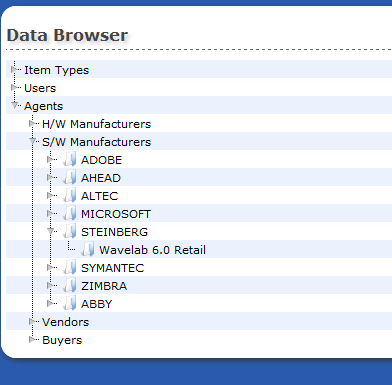 Data Browser
Item Types
Users
Agents
H/W Manufacturers
S/W Manufacturers
ADOBE
AHEAD
ALTEC
MICROSOFT
STEINBERG
Wavelab 6.0 Retail
SYMANTEC
ZIMBRA
ABBY
Vendors
Buyers